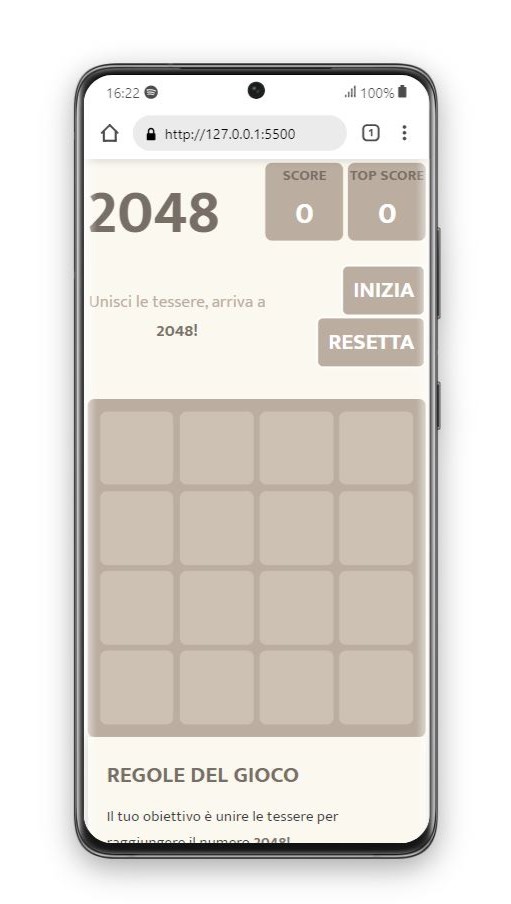 16:22 100%
http://127.0.0.1:5500 1
2048
SCORE
0
TOP SCORE
0
Unisci le tessere, arriva a
2048!
INIZIA
RESETTA
REGOLE DEL GIOCO
Il tuo obiettivo è unire le tessere per
raggiungere il numero 2048!